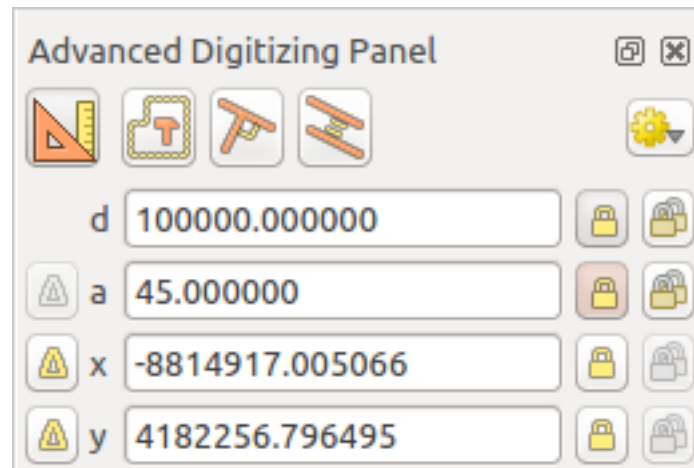 Advanced Digitizing Panel
d 100000.000000
a 45.000000
x -8814917.005066
y 4182256.796495